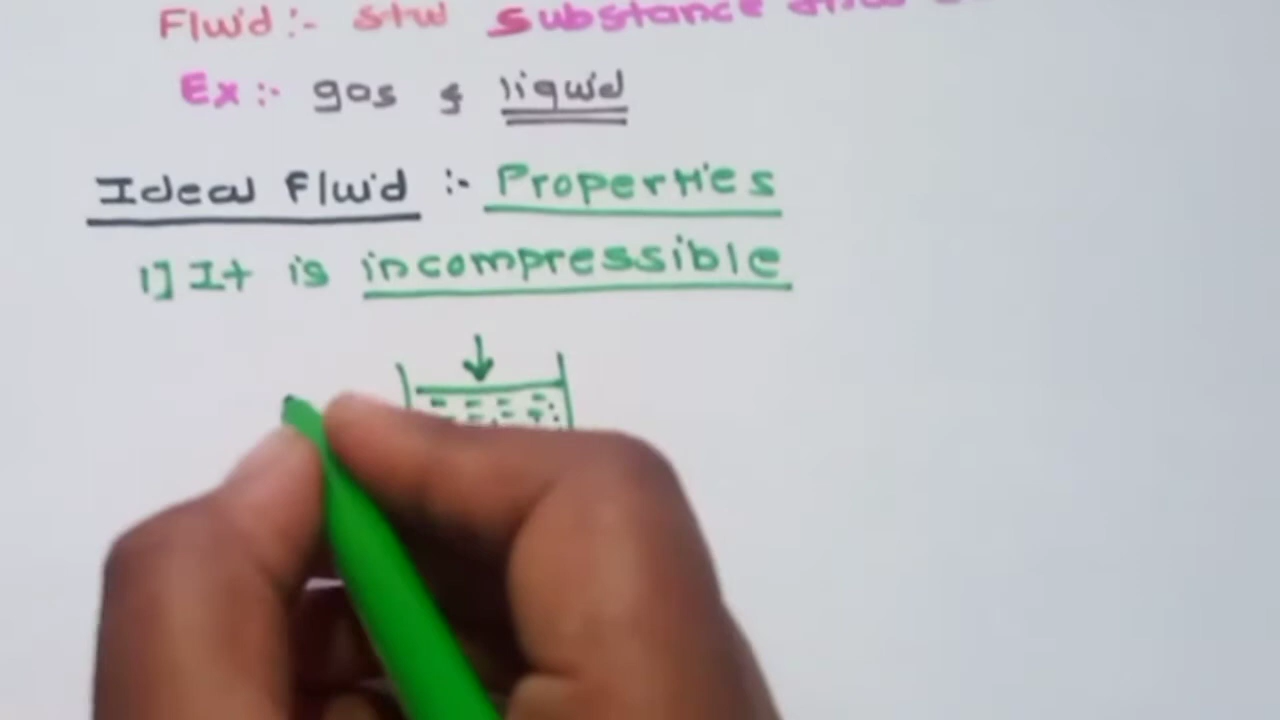 Fluid :- Substance
Ex :- gas & liquid
Ideal Fluid :- Properties
1] It is incompressible